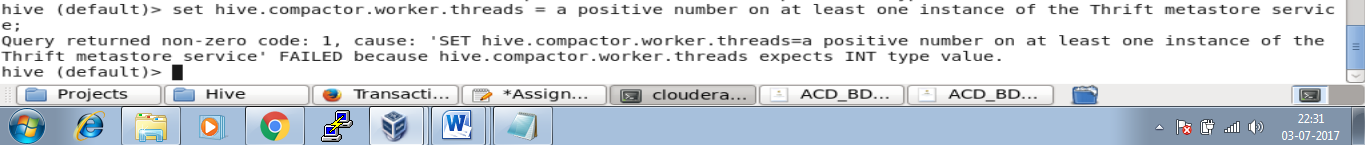 hive (default)> set hive.compactor.worker.threads = a positive number on at least one instance of the Thrift metastore servic
e;
Query returned non-zero code: 1, cause: 'SET hive.compactor.worker.threads=a positive number on at least one instance of the
Thrift metastore service' FAILED because hive.compactor.worker.threads expects INT type value.
hive (default)>
Projects Hive Transacti... *Assign... cloudera... ACD_BD... ACD_BD...
22:31
03-07-2017